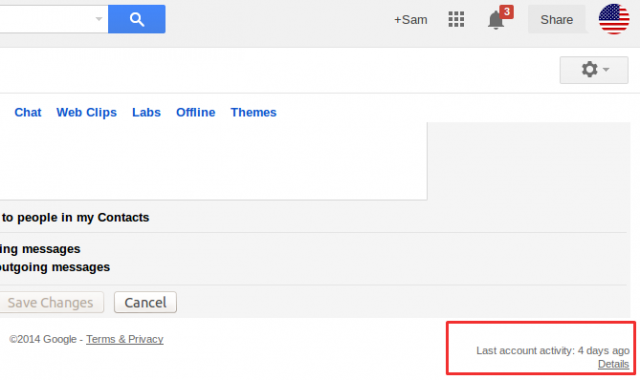 +Sam 3 Share
Chat Web Clips Labs Offline Themes
to people in my Contacts
ing messages
outgoing messages
Save Changes Cancel
©2014 Google - Terms & Privacy
Last account activity: 4 days ago
Details